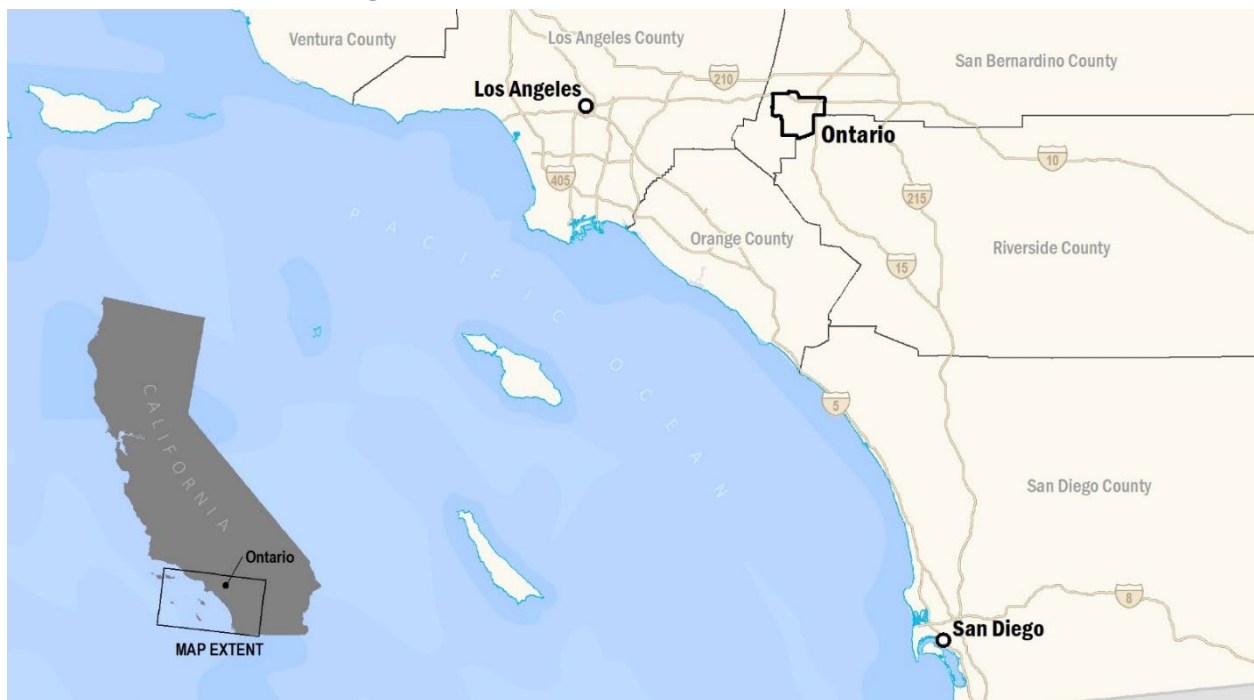 Ventura County
Los Angeles County
San Bernardino County
210
Los Angeles
Ontario
10
405
215
Orange County
Riverside County
15
PACIFIC OCEAN
5
CALIFORNIA
San Diego County
Ontario
8
San Diego
MAP EXTENT